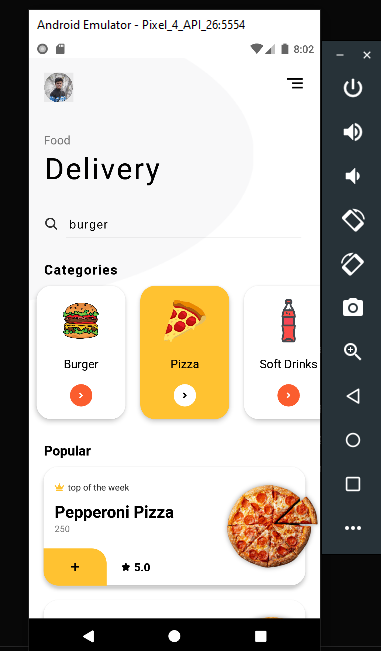 Android Emulator - Pixel_4_API_26:5554
8:02
Food
Delivery
burger
Categories
Burger
Pizza
Soft Drinks
Popular
top of the week
Pepperoni Pizza
250
+
5.0